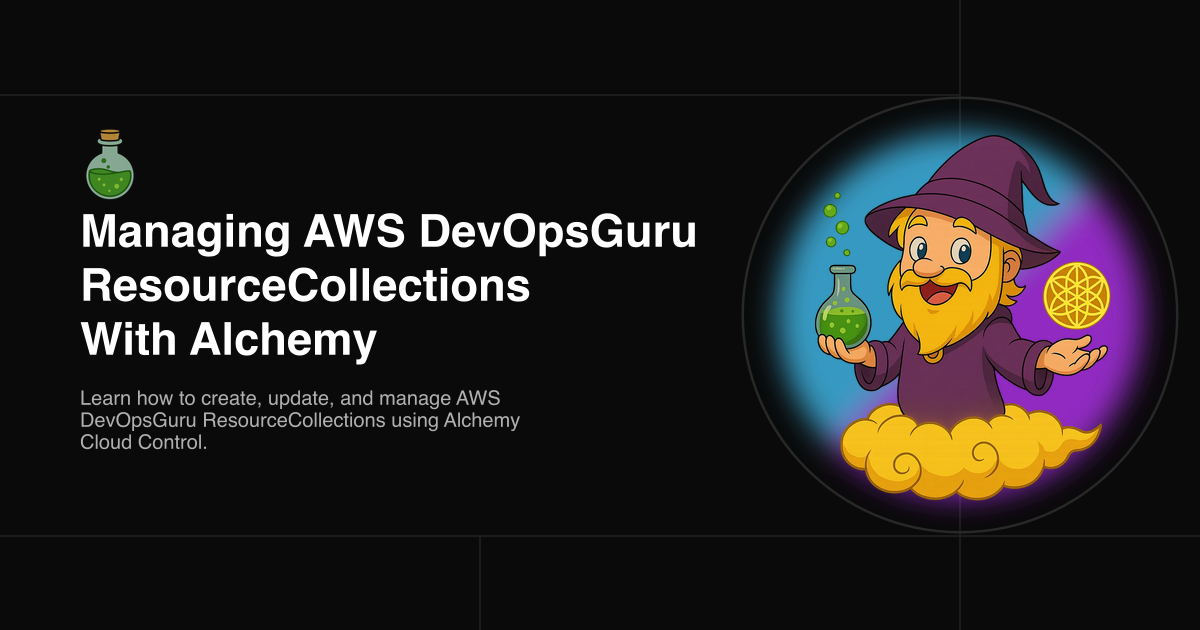 Managing AWS DevOpsGuru
ResourceCollections
With Alchemy
Learn how to create, update, and manage AWS
DevOpsGuru ResourceCollections using Alchemy
Cloud Control.